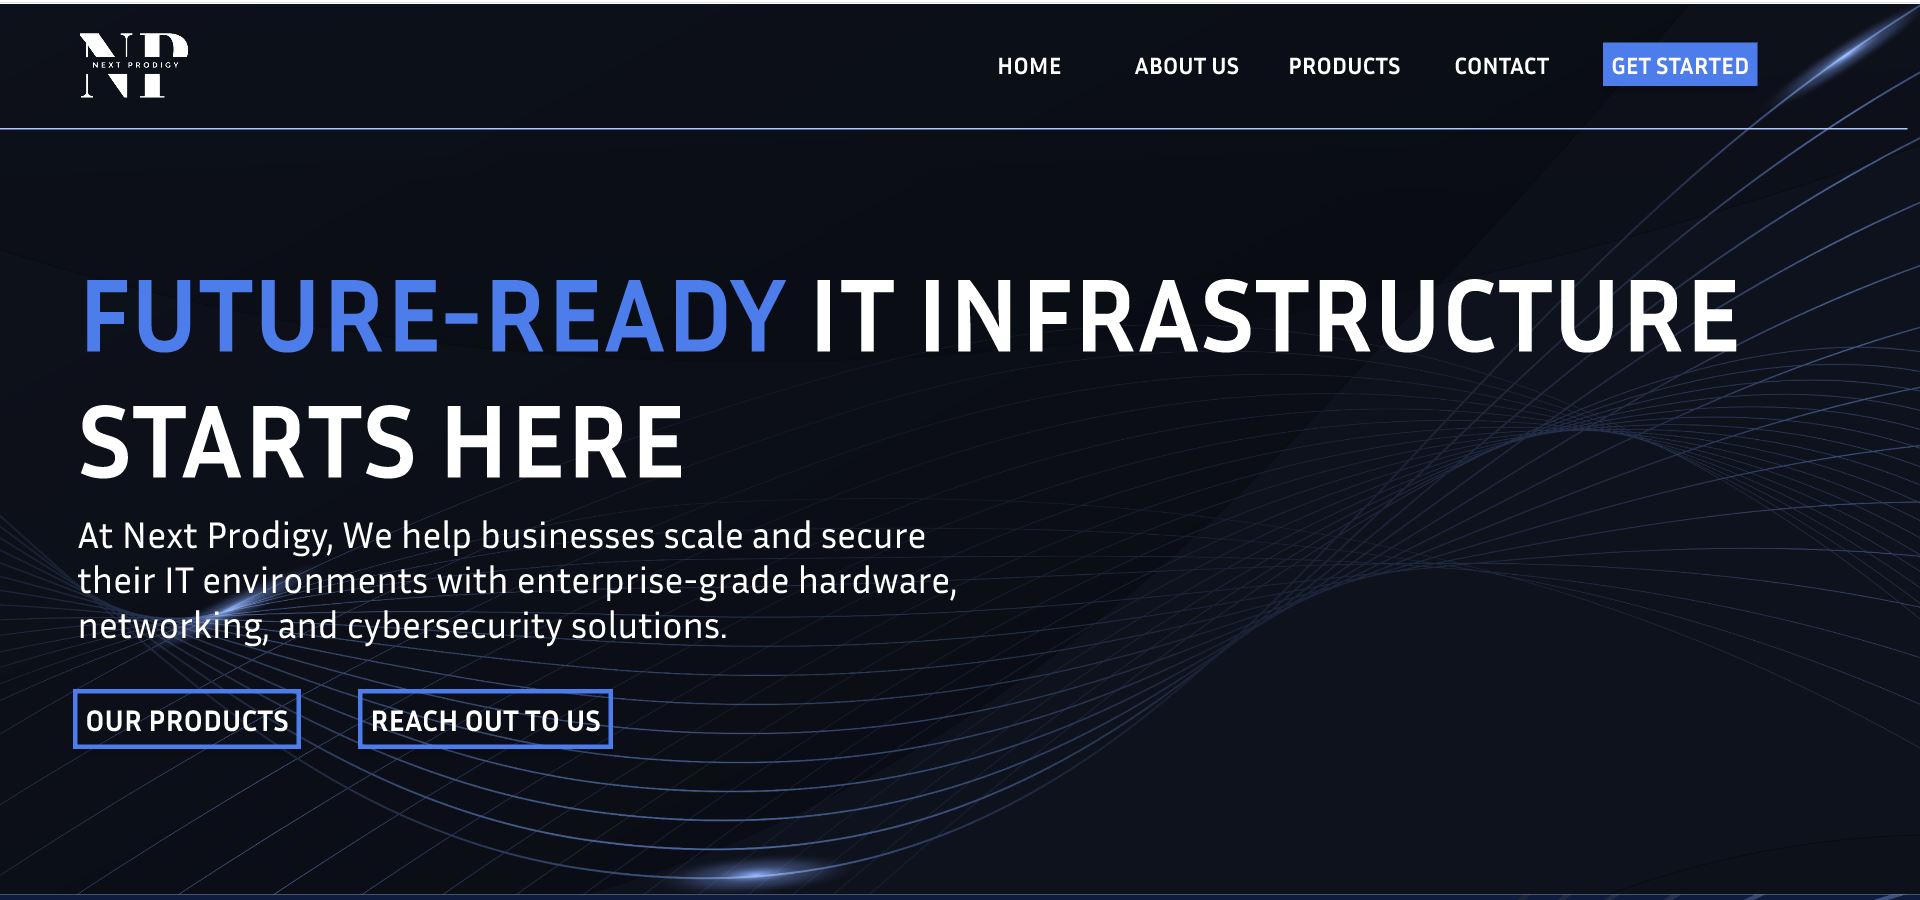 NP
NEXT PRODIGY
HOME ABOUT US PRODUCTS CONTACT GET STARTED
FUTURE-READY IT INFRASTRUCTURE
STARTS HERE
At Next Prodigy, We help businesses scale and secure
their IT environments with enterprise-grade hardware,
networking, and cybersecurity solutions.
OUR PRODUCTS REACH OUT TO US